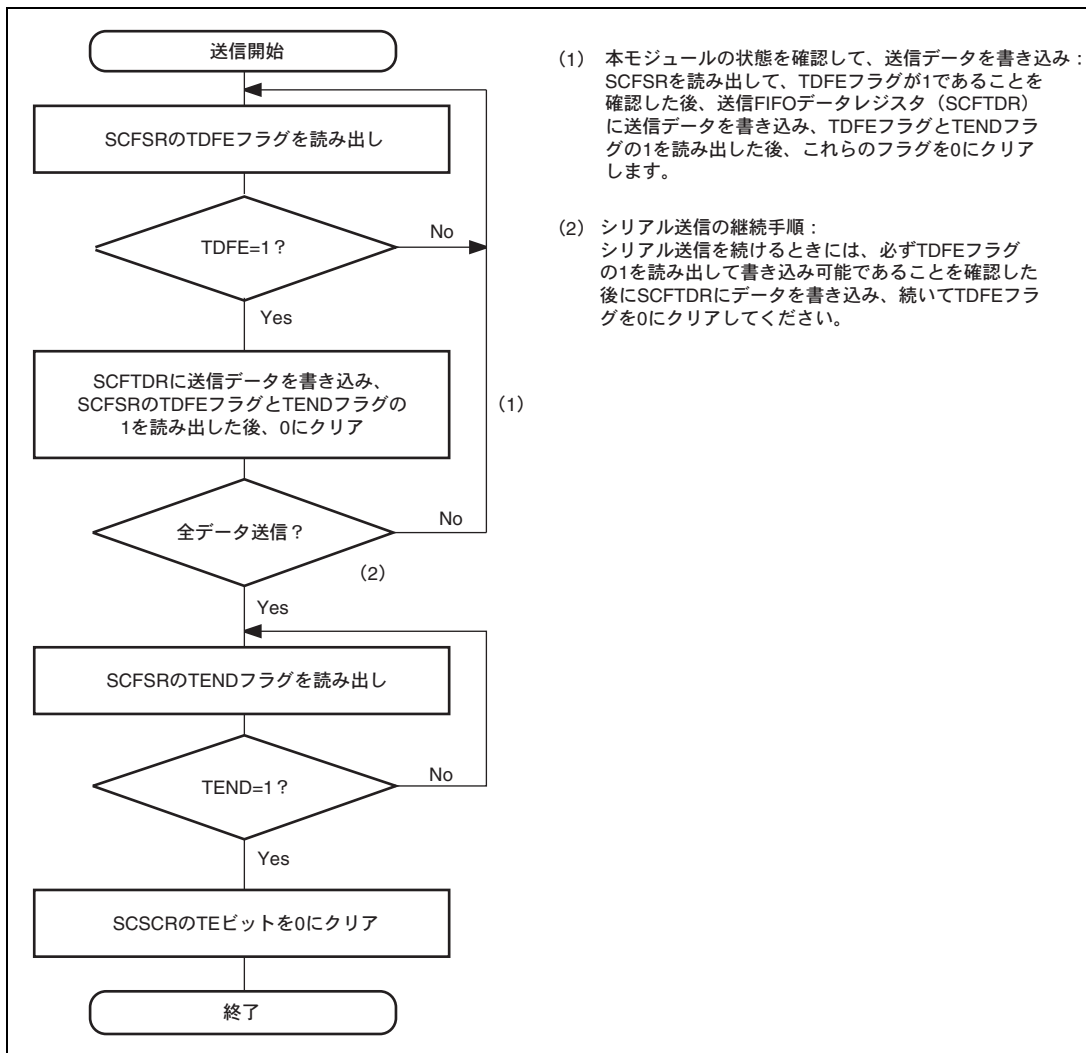 送信開始
SCFSRのTDFEフラグを読み出し
TDFE=1？
No
Yes
SCFTDRに送信データを書き込み、
SCFSRのTDFEフラグとTENDフラグの
1を読み出した後、0にクリア
（1）
全データ送信？
No
（2）
Yes
SCFSRのTENDフラグを読み出し
TEND=1？
No
Yes
SCSCRのTEビットを0にクリア
終了
（1） 本モジュールの状態を確認して、送信データを書き込み：
SCFSRを読み出して、TDFEフラグが1であることを
確認した後、送信FIFOデータレジスタ（SCFTDR）
に送信データを書き込み、TDFEフラグとTENDフラ
グの1を読み出した後、これらのフラグを0にクリア
します。
（2） シリアル送信の継続手順：
シリアル送信を続けるときには、必ずTDFEフラグ
の1を読み出して書き込み可能であることを確認した
後にSCFTDRにデータを書き込み、続いてTDFEフラ
グを0にクリアしてください。